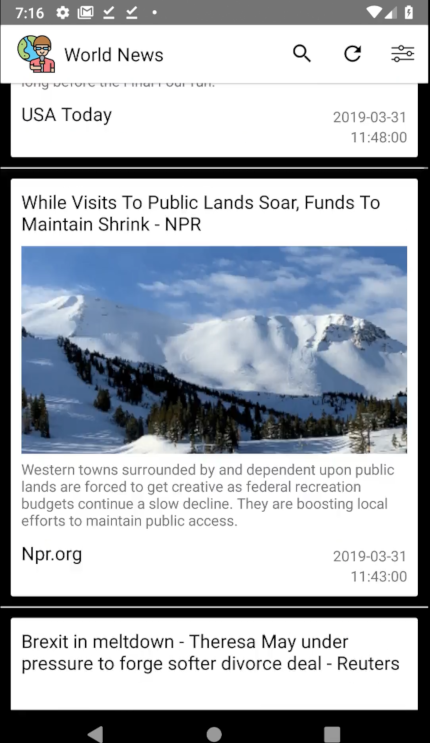 7:16
World News
long before the Final Four run.
USA Today
2019-03-31
11:48:00
While Visits To Public Lands Soar, Funds To
Maintain Shrink - NPR
Western towns surrounded by and dependent upon public
lands are forced to get creative as federal recreation
budgets continue a slow decline. They are boosting local
efforts to maintain public access.
Npr.org
2019-03-31
11:43:00
Brexit in meltdown - Theresa May under
pressure to forge softer divorce deal - Reuters